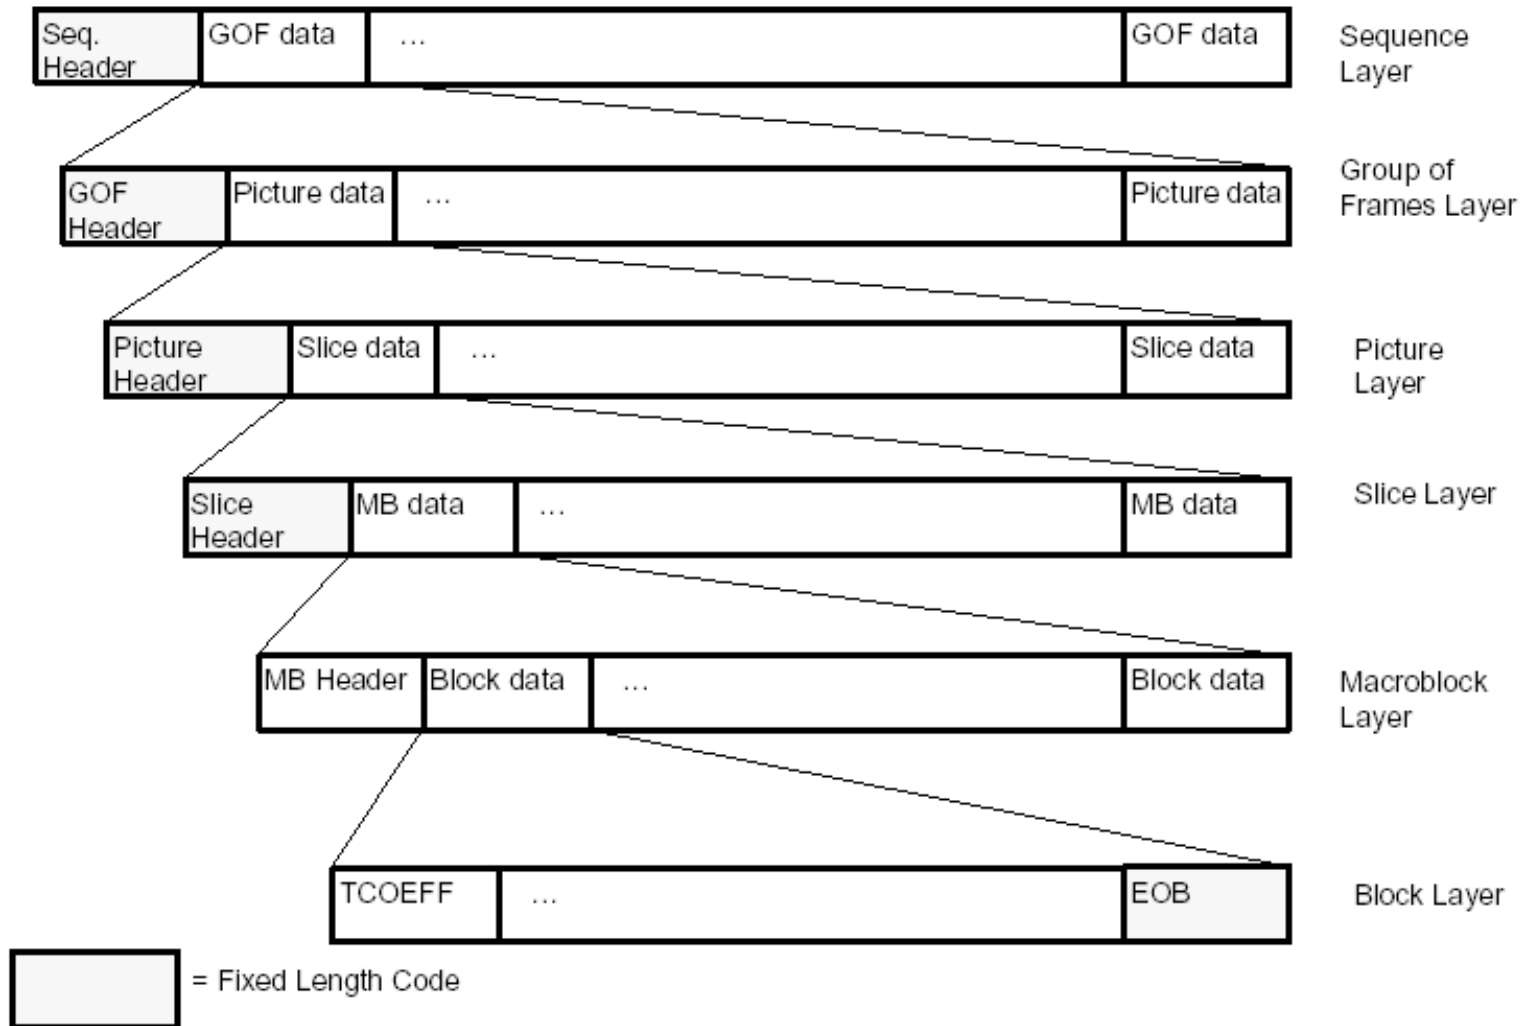 Seq. Header
GOF data
...
GOF data
Sequence Layer
GOF Header
Picture data
...
Picture data
Group of Frames Layer
Picture Header
Slice data
...
Slice data
Picture Layer
Slice Header
MB data
...
MB data
Slice Layer
MB Header
Block data
...
Block data
Macroblock Layer
TCOEFF
...
EOB
Block Layer
= Fixed Length Code